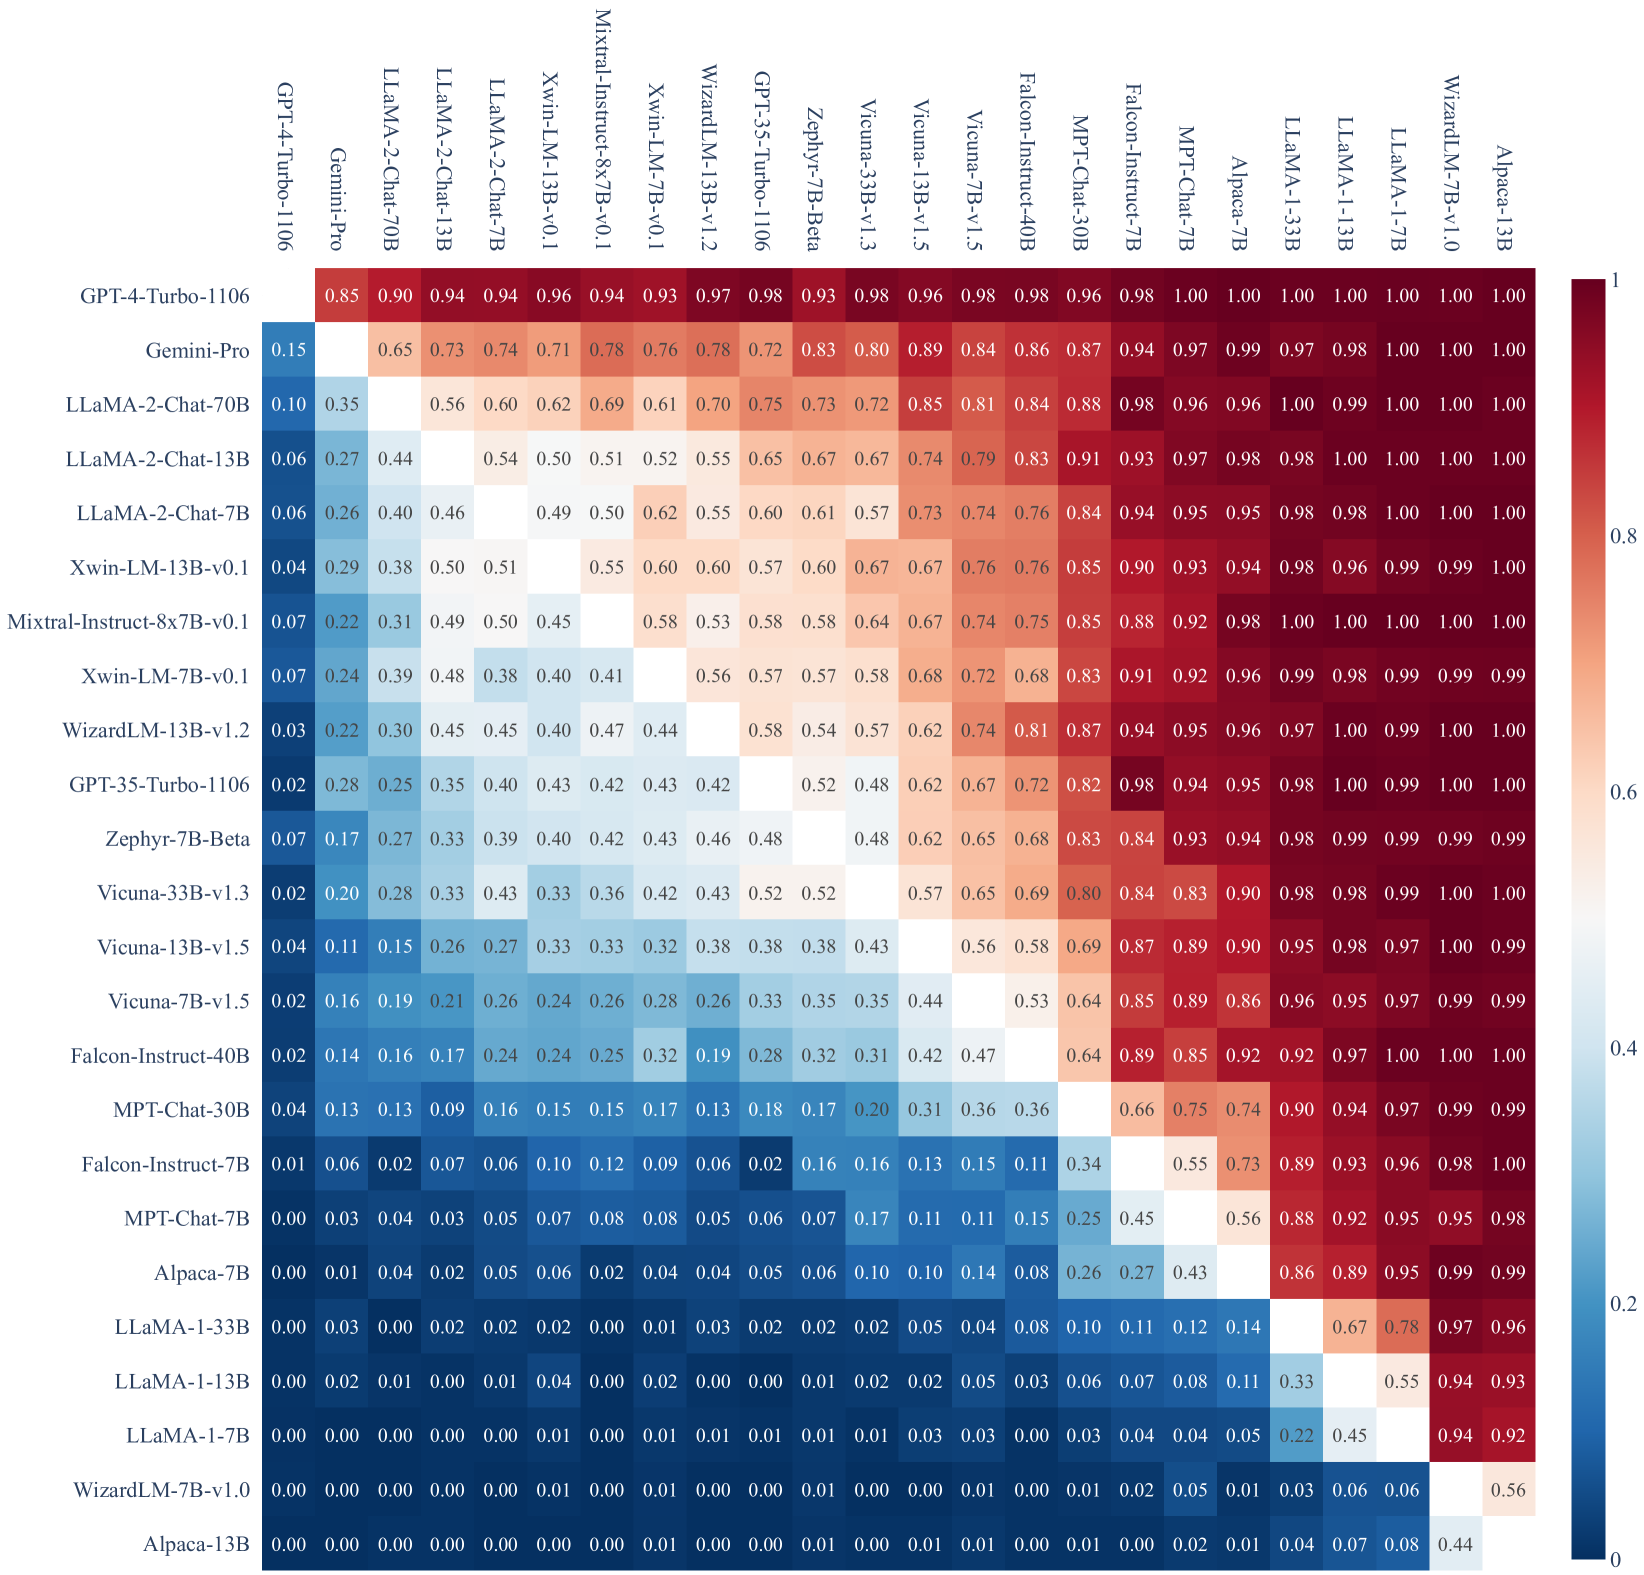 GPT-4-Turbo-1106
Gemini-Pro
LLaMA-2-Chat-70B
LLaMA-2-Chat-13B
LLaMA-2-Chat-7B
Xwin-LM-13B-v0.1
Mixtral-Instruct-8x7B-v0.1
Xwin-LM-7B-v0.1
WizardLM-13B-v1.2
GPT-35-Turbo-1106
Zephyr-7B-Beta
Vicuna-33B-v1.3
Vicuna-13B-v1.5
Vicuna-7B-v1.5
Falcon-Instruct-40B
MPT-Chat-30B
Falcon-Instruct-7B
MPT-Chat-7B
Alpaca-7B
LLaMA-1-33B
LLaMA-1-13B
LLaMA-1-7B
WizardLM-7B-v1.0
Alpaca-13B
GPT-4-Turbo-1106 0.85 0.90 0.94 0.94 0.96 0.94 0.93 0.97 0.98 0.93 0.98 0.96 0.98 0.98 0.96 0.98 1.00 1.00 1.00 1.00 1.00 1.00 1.00
Gemini-Pro 0.15 0.65 0.73 0.74 0.71 0.78 0.76 0.78 0.72 0.83 0.80 0.89 0.84 0.86 0.87 0.94 0.97 0.99 0.97 0.98 1.00 1.00 1.00
LLaMA-2-Chat-70B 0.10 0.35 0.56 0.60 0.62 0.69 0.61 0.70 0.75 0.73 0.72 0.85 0.81 0.84 0.88 0.98 0.96 0.96 1.00 0.99 1.00 1.00 1.00
LLaMA-2-Chat-13B 0.06 0.27 0.44 0.54 0.50 0.51 0.52 0.55 0.65 0.67 0.67 0.74 0.79 0.83 0.91 0.93 0.97 0.98 0.98 1.00 1.00 1.00 1.00
LLaMA-2-Chat-7B 0.06 0.26 0.40 0.46 0.49 0.50 0.62 0.55 0.60 0.61 0.57 0.73 0.74 0.76 0.84 0.94 0.95 0.95 0.98 0.98 1.00 1.00 1.00
Xwin-LM-13B-v0.1 0.04 0.29 0.38 0.50 0.51 0.55 0.60 0.60 0.57 0.60 0.67 0.67 0.76 0.76 0.85 0.90 0.93 0.94 0.98 0.96 0.99 0.99 1.00
Mixtral-Instruct-8x7B-v0.1 0.07 0.22 0.31 0.49 0.50 0.45 0.58 0.53 0.58 0.58 0.64 0.67 0.74 0.75 0.85 0.88 0.92 0.98 1.00 1.00 1.00 1.00 1.00
Xwin-LM-7B-v0.1 0.07 0.24 0.39 0.48 0.38 0.40 0.41 0.56 0.57 0.57 0.58 0.68 0.72 0.68 0.83 0.91 0.92 0.96 0.99 0.98 0.99 0.99 0.99
WizardLM-13B-v1.2 0.03 0.22 0.30 0.45 0.45 0.40 0.47 0.44 0.58 0.54 0.57 0.62 0.74 0.81 0.87 0.94 0.95 0.96 0.97 1.00 0.99 1.00 1.00
GPT-35-Turbo-1106 0.02 0.28 0.25 0.35 0.40 0.43 0.42 0.43 0.42 0.52 0.48 0.62 0.67 0.72 0.82 0.98 0.94 0.95 0.98 1.00 0.99 1.00 1.00
Zephyr-7B-Beta 0.07 0.17 0.27 0.33 0.39 0.40 0.42 0.43 0.46 0.48 0.48 0.62 0.65 0.68 0.83 0.84 0.93 0.94 0.98 0.99 0.99 0.99 0.99
Vicuna-33B-v1.3 0.02 0.20 0.28 0.33 0.43 0.33 0.36 0.42 0.43 0.52 0.52 0.57 0.65 0.69 0.80 0.84 0.83 0.90 0.98 0.98 0.99 1.00 1.00
Vicuna-13B-v1.5 0.04 0.11 0.15 0.26 0.27 0.33 0.33 0.32 0.38 0.38 0.38 0.43 0.56 0.58 0.69 0.87 0.89 0.90 0.95 0.98 0.97 1.00 0.99
Vicuna-7B-v1.5 0.02 0.16 0.19 0.21 0.26 0.24 0.26 0.28 0.26 0.33 0.35 0.35 0.44 0.53 0.64 0.85 0.89 0.86 0.96 0.95 0.97 0.99 0.99
Falcon-Instruct-40B 0.02 0.14 0.16 0.17 0.24 0.24 0.25 0.32 0.19 0.28 0.32 0.31 0.42 0.47 0.64 0.89 0.85 0.92 0.92 0.97 1.00 1.00 1.00
MPT-Chat-30B 0.04 0.13 0.13 0.09 0.16 0.15 0.15 0.17 0.13 0.18 0.17 0.20 0.31 0.36 0.36 0.66 0.75 0.74 0.90 0.94 0.97 0.99 0.99
Falcon-Instruct-7B 0.01 0.06 0.02 0.07 0.06 0.10 0.12 0.09 0.06 0.02 0.16 0.16 0.13 0.15 0.11 0.34 0.55 0.73 0.89 0.93 0.96 0.98 1.00
MPT-Chat-7B 0.00 0.03 0.04 0.03 0.05 0.07 0.08 0.08 0.05 0.06 0.07 0.17 0.11 0.11 0.15 0.25 0.45 0.56 0.88 0.92 0.95 0.95 0.98
Alpaca-7B 0.00 0.01 0.04 0.02 0.05 0.06 0.02 0.04 0.04 0.05 0.06 0.10 0.10 0.14 0.08 0.26 0.27 0.43 0.86 0.89 0.95 0.99 0.99
LLaMA-1-33B 0.00 0.03 0.00 0.02 0.02 0.02 0.00 0.01 0.03 0.02 0.02 0.02 0.05 0.04 0.08 0.10 0.11 0.12 0.14 0.67 0.78 0.97 0.96
LLaMA-1-13B 0.00 0.02 0.01 0.00 0.01 0.04 0.00 0.02 0.00 0.00 0.01 0.02 0.02 0.05 0.03 0.06 0.07 0.08 0.11 0.33 0.55 0.94 0.93
LLaMA-1-7B 0.00 0.00 0.00 0.00 0.00 0.01 0.00 0.01 0.01 0.01 0.01 0.01 0.03 0.03 0.00 0.03 0.04 0.04 0.05 0.22 0.45 0.94 0.92
WizardLM-7B-v1.0 0.00 0.00 0.00 0.00 0.00 0.01 0.00 0.01 0.00 0.00 0.01 0.00 0.00 0.01 0.00 0.01 0.02 0.05 0.01 0.03 0.06 0.06 0.56
Alpaca-13B 0.00 0.00 0.00 0.00 0.00 0.00 0.00 0.01 0.00 0.00 0.01 0.00 0.01 0.01 0.00 0.01 0.00 0.02 0.01 0.04 0.07 0.08 0.44
1
0.8
0.6
0.4
0.2
0